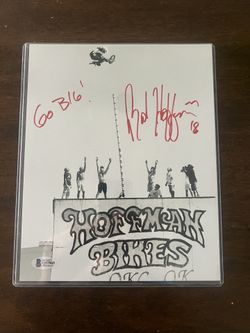 GO BIG!
Mat Hoffman
18
HOFFMAN
BIKES
OKC OK